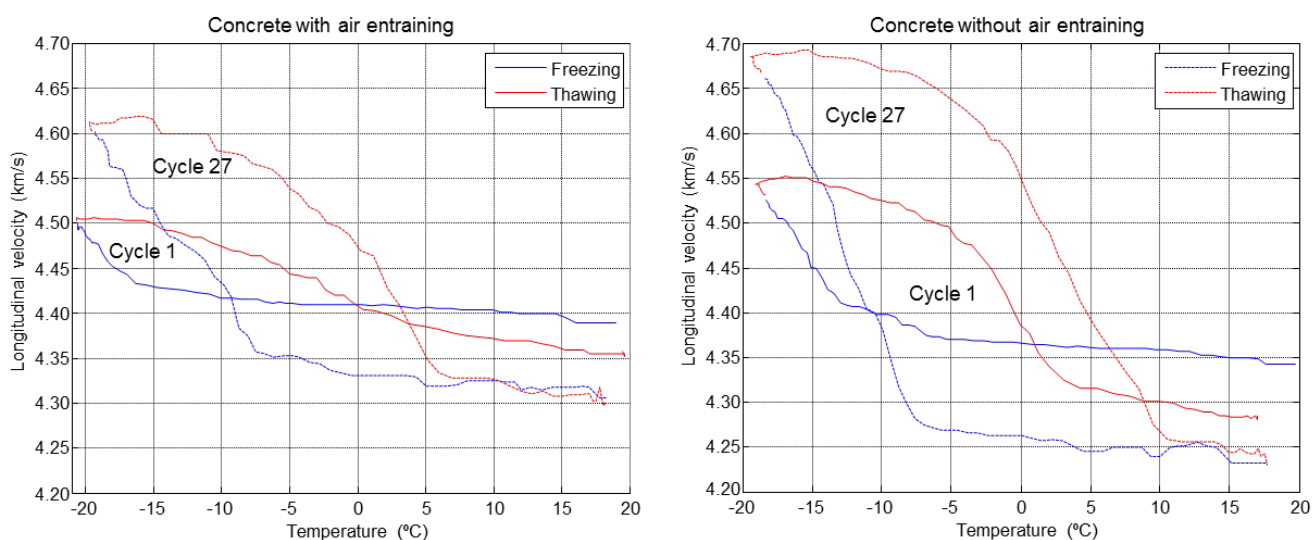 Concrete with air entraining
4.70
4.65
4.60
4.55
4.50
4.45
4.40
4.35
4.30
4.25
4.20
Longitudinal velocity (km/s)
Freezing
Thawing
Cycle 27
Cycle 1
-20 -15 -10 -5 0 5 10 15 20
Temperature (ºC)
Concrete without air entraining
4.70
4.65
4.60
4.55
4.50
4.45
4.40
4.35
4.30
4.25
4.20
Longitudinal velocity (km/s)
Freezing
Thawing
Cycle 27
Cycle 1
-20 -15 -10 -5 0 5 10 15 20
Temperature (ºC)